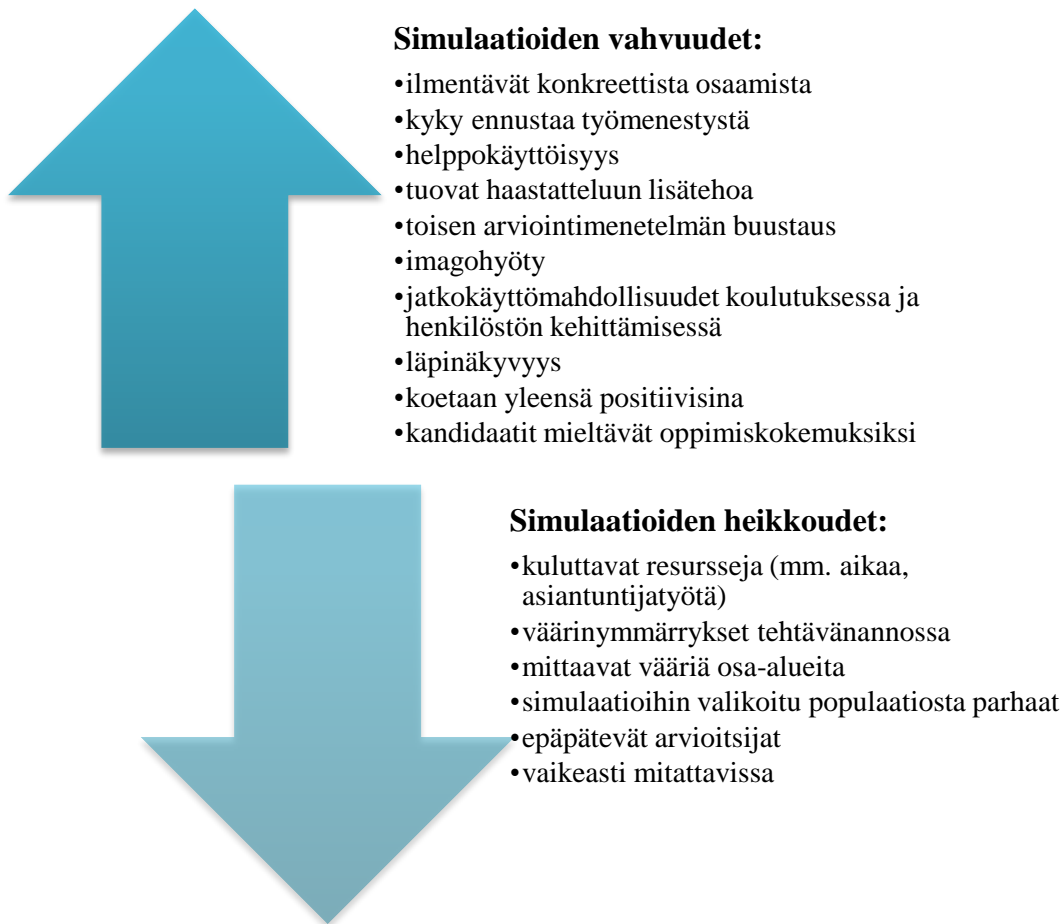 Simulaatioiden vahvuudet:
•ilmentävät konkreettista osaamista
•kyky ennustaa työmenestystä
•helppokäyttöisyys
•tuovat haastatteluun lisätehoa
•toisen arviointimenetelmän buustaus
•imagohyöty
•jatkokäyttömahdollisuudet koulutuksessa ja
henkilöstön kehittämisessä
•läpinäkyvyys
•koetaan yleensä positiivisina
•kandidaatit mieltävät oppimiskokemuksiksi
Simulaatioiden heikkoudet:
•kuluttavat resursseja (mm. aikaa,
asiantuntijatyötä)
•väärinymmärrykset tehtävänannossa
•mittaavat vääriä osa-alueita
•simulaatioihin valikoitu populaatiosta parhaat
•epäpätevät arvioitsijat
•vaikeasti mitattavissa